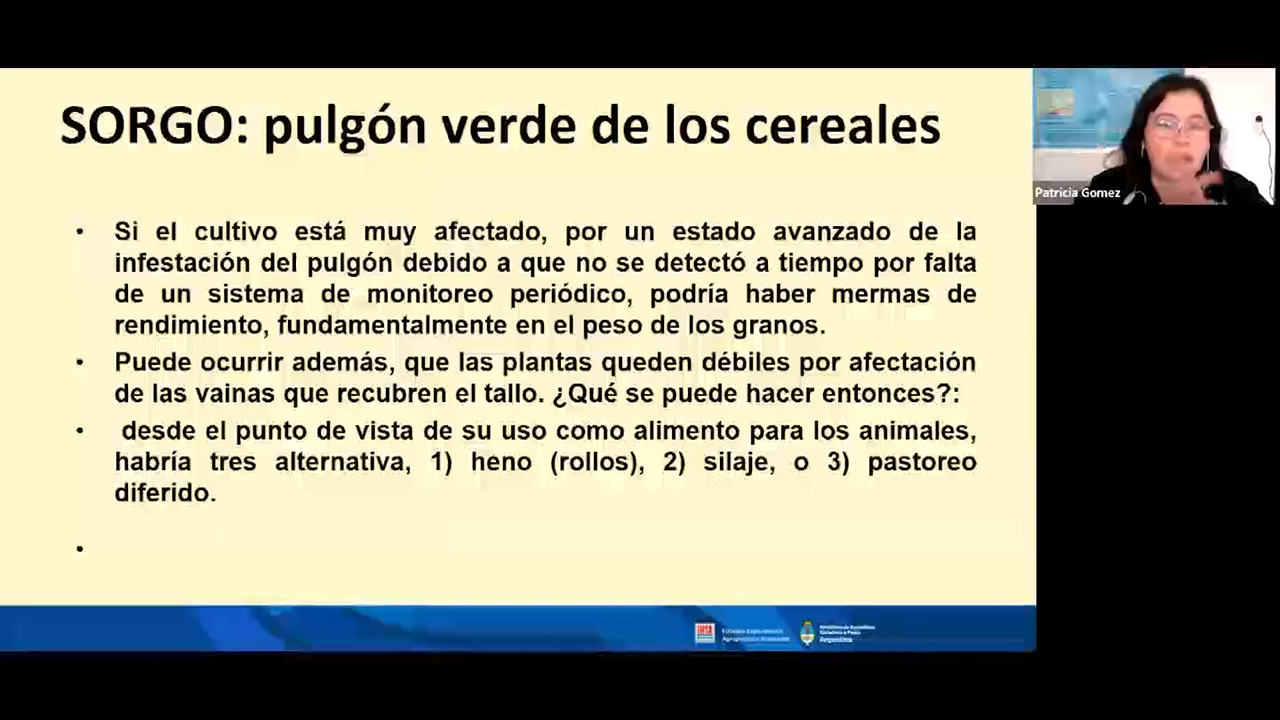 SORGO: pulgón verde de los cereales
Patricia Gomez
• Si el cultivo está muy afectado, por un estado avanzado de la
infestación del pulgón debido a que no se detectó a tiempo por falta
de un sistema de monitoreo periódico, podría haber mermas de
rendimiento, fundamentalmente en el peso de los granos.
• Puede ocurrir además, que las plantas queden débiles por afectación
de las vainas que recubren el tallo. ¿Qué se puede hacer entonces?:
• desde el punto de vista de su uso como alimento para los animales,
habría tres alternativa, 1) heno (rollos), 2) silaje, o 3) pastoreo
diferido.
•
INTA
Argentina